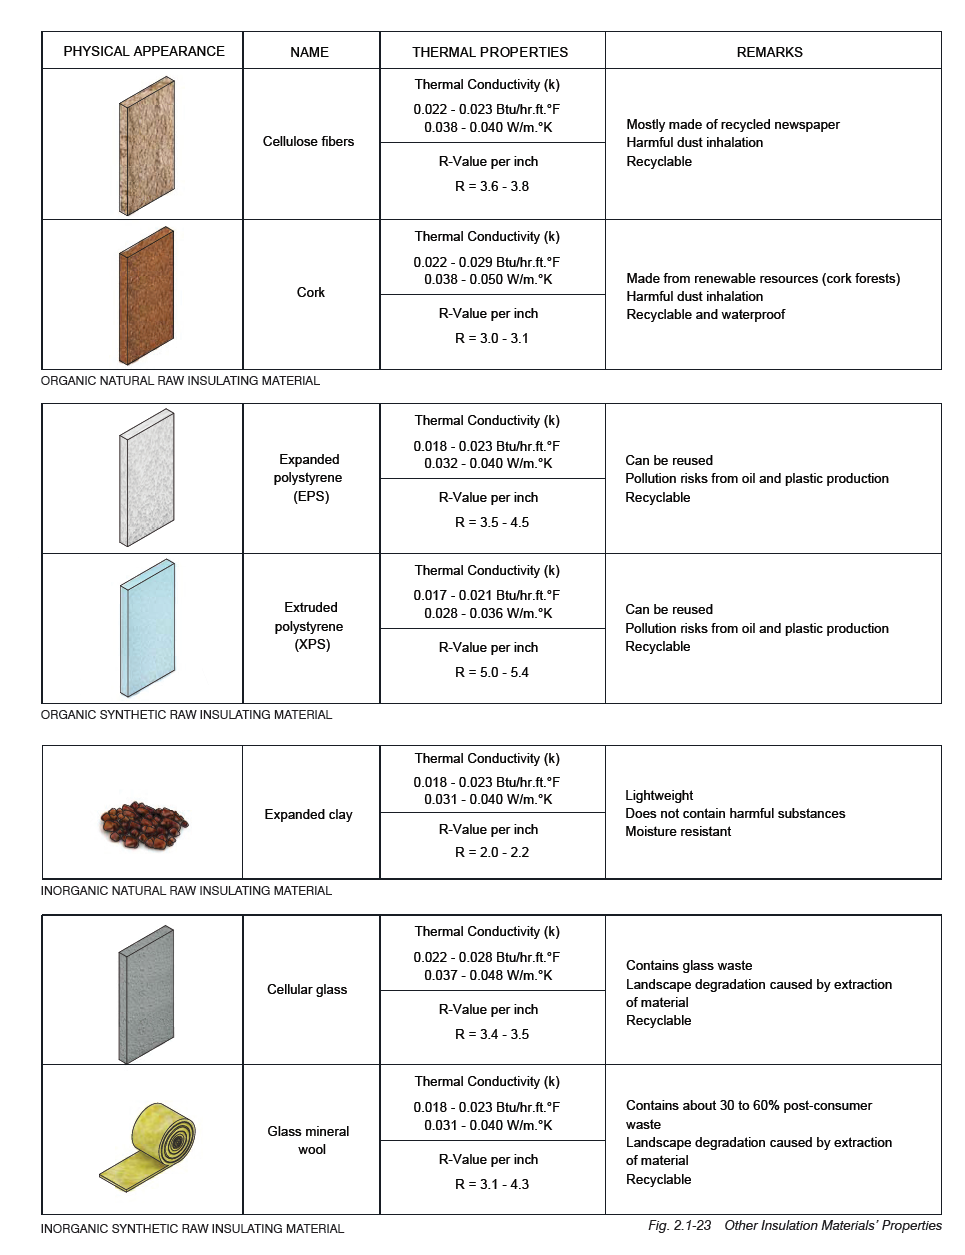 PHYSICAL APPEARANCE
NAME
THERMAL PROPERTIES
REMARKS
Cellulose fibers
Thermal Conductivity (k)
0.022 - 0.023 Btu/hr.ft.°F
0.038 - 0.040 W/m.°K
R-Value per inch
R = 3.6 - 3.8
Mostly made of recycled newspaper
Harmful dust inhalation
Recyclable
Cork
Thermal Conductivity (k)
0.022 - 0.029 Btu/hr.ft.°F
0.038 - 0.050 W/m.°K
R-Value per inch
R = 3.0 - 3.1
Made from renewable resources (cork forests)
Harmful dust inhalation
Recyclable and waterproof
ORGANIC NATURAL RAW INSULATING MATERIAL
Expanded
polystyrene
(EPS)
Thermal Conductivity (k)
0.018 - 0.023 Btu/hr.ft.°F
0.032 - 0.040 W/m.°K
R-Value per inch
R = 3.5 - 4.5
Can be reused
Pollution risks from oil and plastic production
Recyclable
Extruded
polystyrene
(XPS)
Thermal Conductivity (k)
0.017 - 0.021 Btu/hr.ft.°F
0.028 - 0.036 W/m.°K
R-Value per inch
R = 5.0 - 5.4
Can be reused
Pollution risks from oil and plastic production
Recyclable
ORGANIC SYNTHETIC RAW INSULATING MATERIAL
Expanded clay
Thermal Conductivity (k)
0.018 - 0.023 Btu/hr.ft.°F
0.031 - 0.040 W/m.°K
R-Value per inch
R = 2.0 - 2.2
Lightweight
Does not contain harmful substances
Moisture resistant
INORGANIC NATURAL RAW INSULATING MATERIAL
Cellular glass
Thermal Conductivity (k)
0.022 - 0.028 Btu/hr.ft.°F
0.037 - 0.048 W/m.°K
R-Value per inch
R = 3.4 - 3.5
Contains glass waste
Landscape degradation caused by extraction
of material
Recyclable
Glass mineral
wool
Thermal Conductivity (k)
0.018 - 0.023 Btu/hr.ft.°F
0.031 - 0.040 W/m.°K
R-Value per inch
R = 3.1 - 4.3
Contains about 30 to 60% post-consumer
waste
Landscape degradation caused by extraction
of material
Recyclable
INORGANIC SYNTHETIC RAW INSULATING MATERIAL
Fig. 2.1-23 Other Insulation Materials' Properties